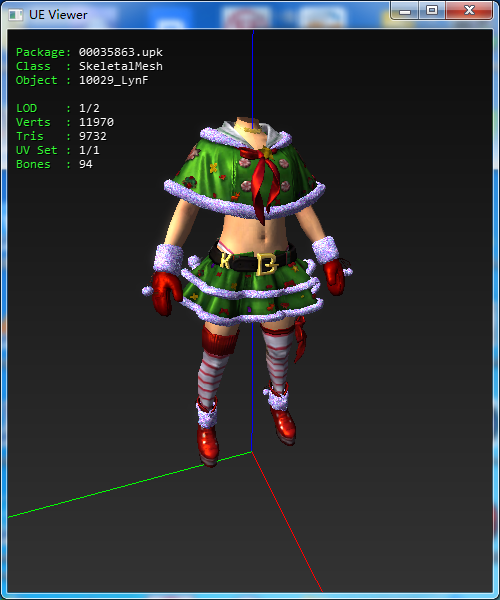 UE Viewer
Package: 00035863.upk
Class : SkeletalMesh
Object : 10029_LynF
LOD : 1/2
Verts : 11970
Tris : 9732
UV Set : 1/1
Bones : 94
K B